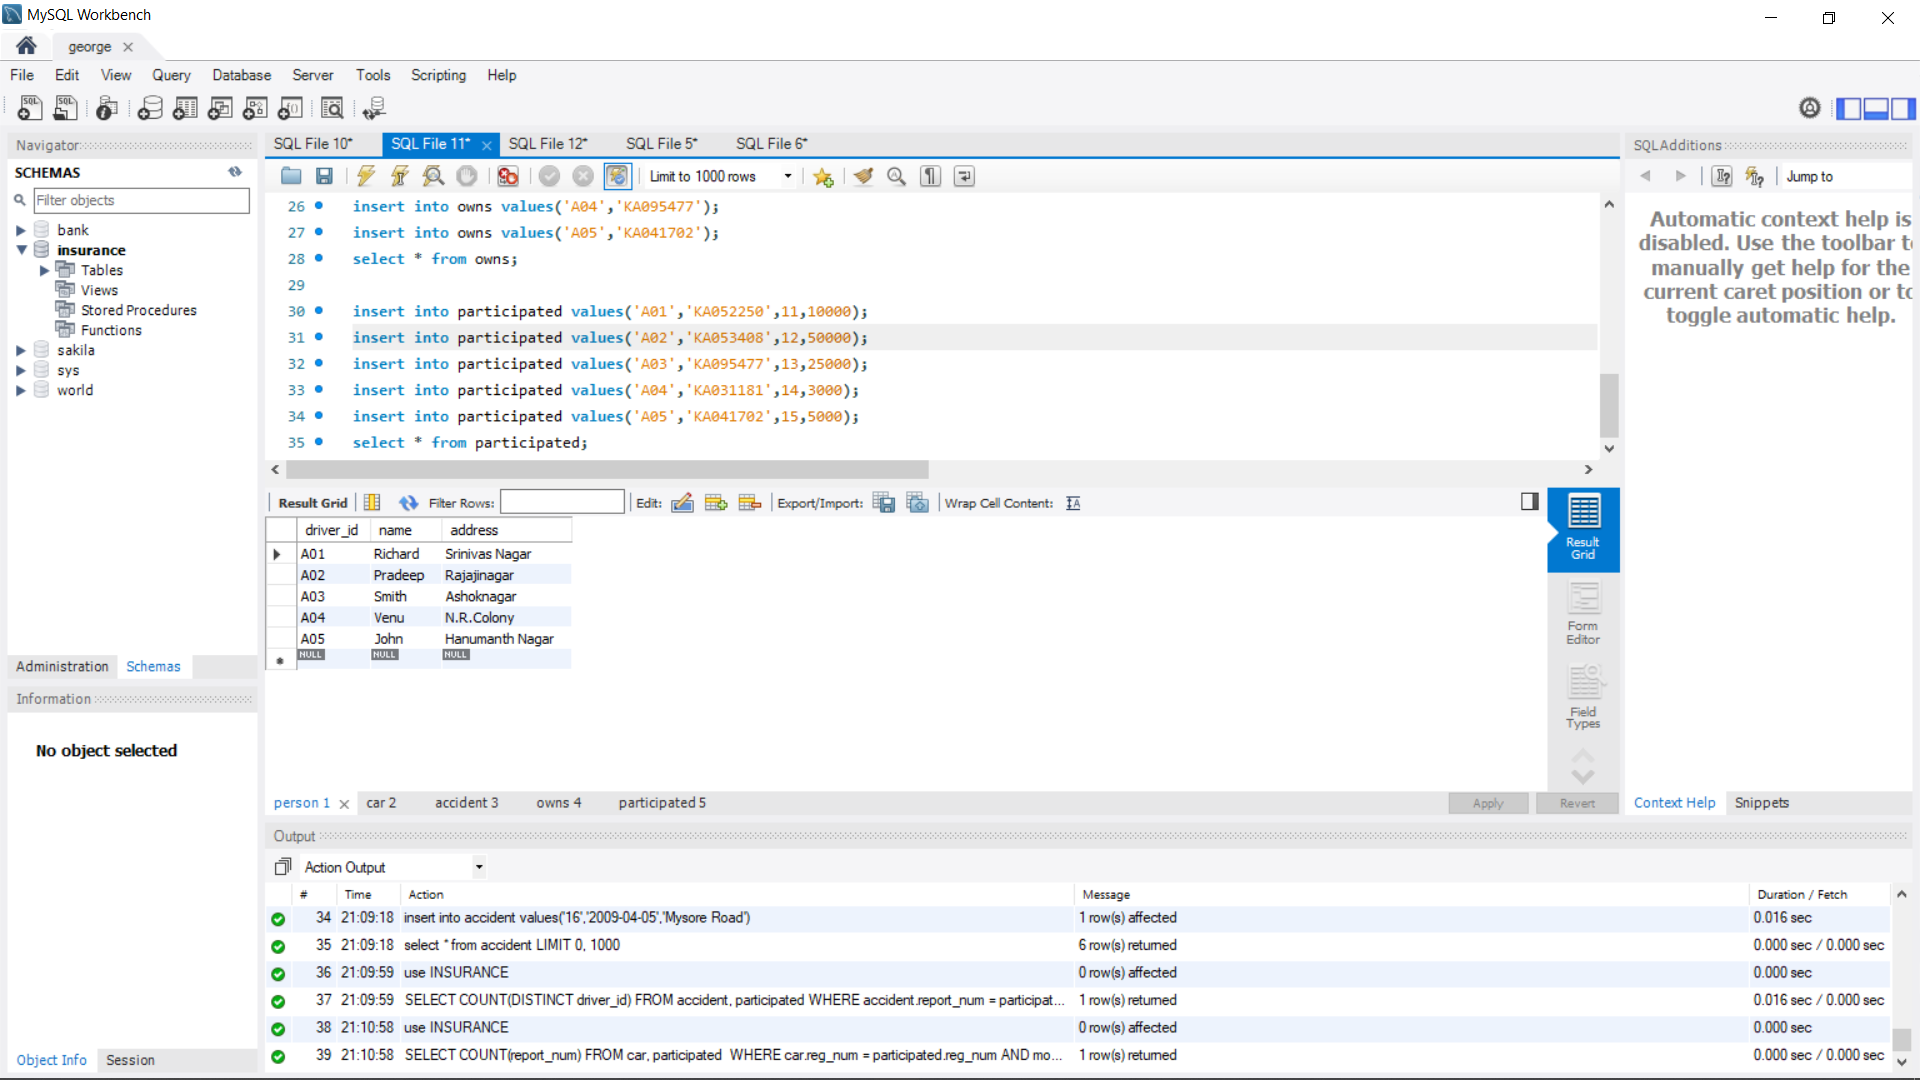 MySQL Workbench
george
File Edit View Query Database Server Tools Scripting Help
Navigator
SCHEMAS
Filter objects
bank
insurance
Tables
Views
Stored Procedures
Functions
sakila
sys
world
Administration Schemas
Information
No object selected
Object Info Session
SQL File 10* SQL File 11* SQL File 12* SQL File 5* SQL File 6*
Limit to 1000 rows
26 insert into owns values('A04','KA095477');
27 insert into owns values('A05','KA041702');
28 select * from owns;
29
30 insert into participated values('A01','KA052250',11,10000);
31 insert into participated values('A02','KA053408',12,50000);
32 insert into participated values('A03','KA095477',13,25000);
33 insert into participated values('A04','KA031181',14,3000);
34 insert into participated values('A05','KA041702',15,5000);
35 select * from participated;
Result Grid Filter Rows: Edit: Export/Import: Wrap Cell Content:
driver_id name address
A01 Richard Srinivas Nagar
A02 Pradeep Rajajinagar
A03 Smith Ashoknagar
A04 Venu N.R.Colony
A05 John Hanumanth Nagar
NULL NULL NULL
Result
Grid
Form
Editor
Field
Types
person 1 car 2 accident 3 owns 4 participated 5
Apply Revert
Output
Action Output
# Time Action Message Duration / Fetch
34 21:09:18 insert into accident values('16','2009-04-05','Mysore Road') 1 row(s) affected 0.016 sec
35 21:09:18 select * from accident LIMIT 0, 1000 6 row(s) returned 0.000 sec / 0.000 sec
36 21:09:59 use INSURANCE 0 row(s) affected 0.000 sec
37 21:09:59 SELECT COUNT(DISTINCT driver_id) FROM accident, participated WHERE accident.report_num = participat... 1 row(s) returned 0.016 sec / 0.000 sec
38 21:10:58 use INSURANCE 0 row(s) affected 0.000 sec
39 21:10:58 SELECT COUNT(report_num) FROM car, participated WHERE car.reg_num = participated.reg_num AND mo... 1 row(s) returned 0.000 sec / 0.000 sec
SQLAdditions
Jump to
Automatic context help is
disabled. Use the toolbar t
manually get help for the
current caret position or to
toggle automatic help.
Context Help Snippets